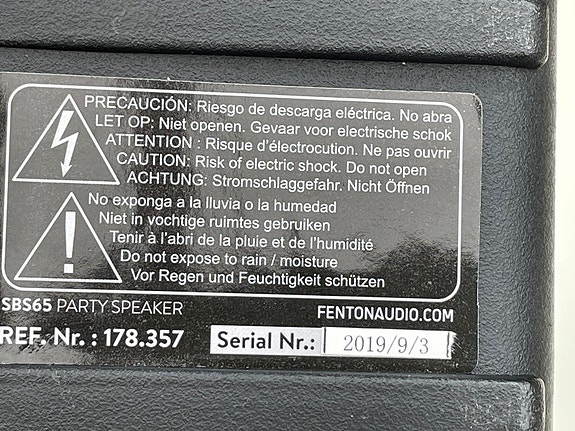 PRECAUCIÓN: Riesgo de descarga eléctrica. No abra
LET OP: Niet openen. Gevaar voor electrische schok
ATTENTION : Risque d'électrocution. Ne pas ouvrir
CAUTION: Risk of electric shock. Do not open
ACHTUNG: Stromschlaggefahr. Nicht Öffnen
No exponga a la lluvia o la humedad
Niet in vochtige ruimtes gebruiken
Tenir à l'abri de la pluie et de l'humidité
Do not expose to rain / moisture
Vor Regen und Feuchtigkeit schützen
SBS65 PARTY SPEAKER
FENTONAUDIO.COM
REF. Nr. : 178.357
Serial Nr.: 2019/9/3